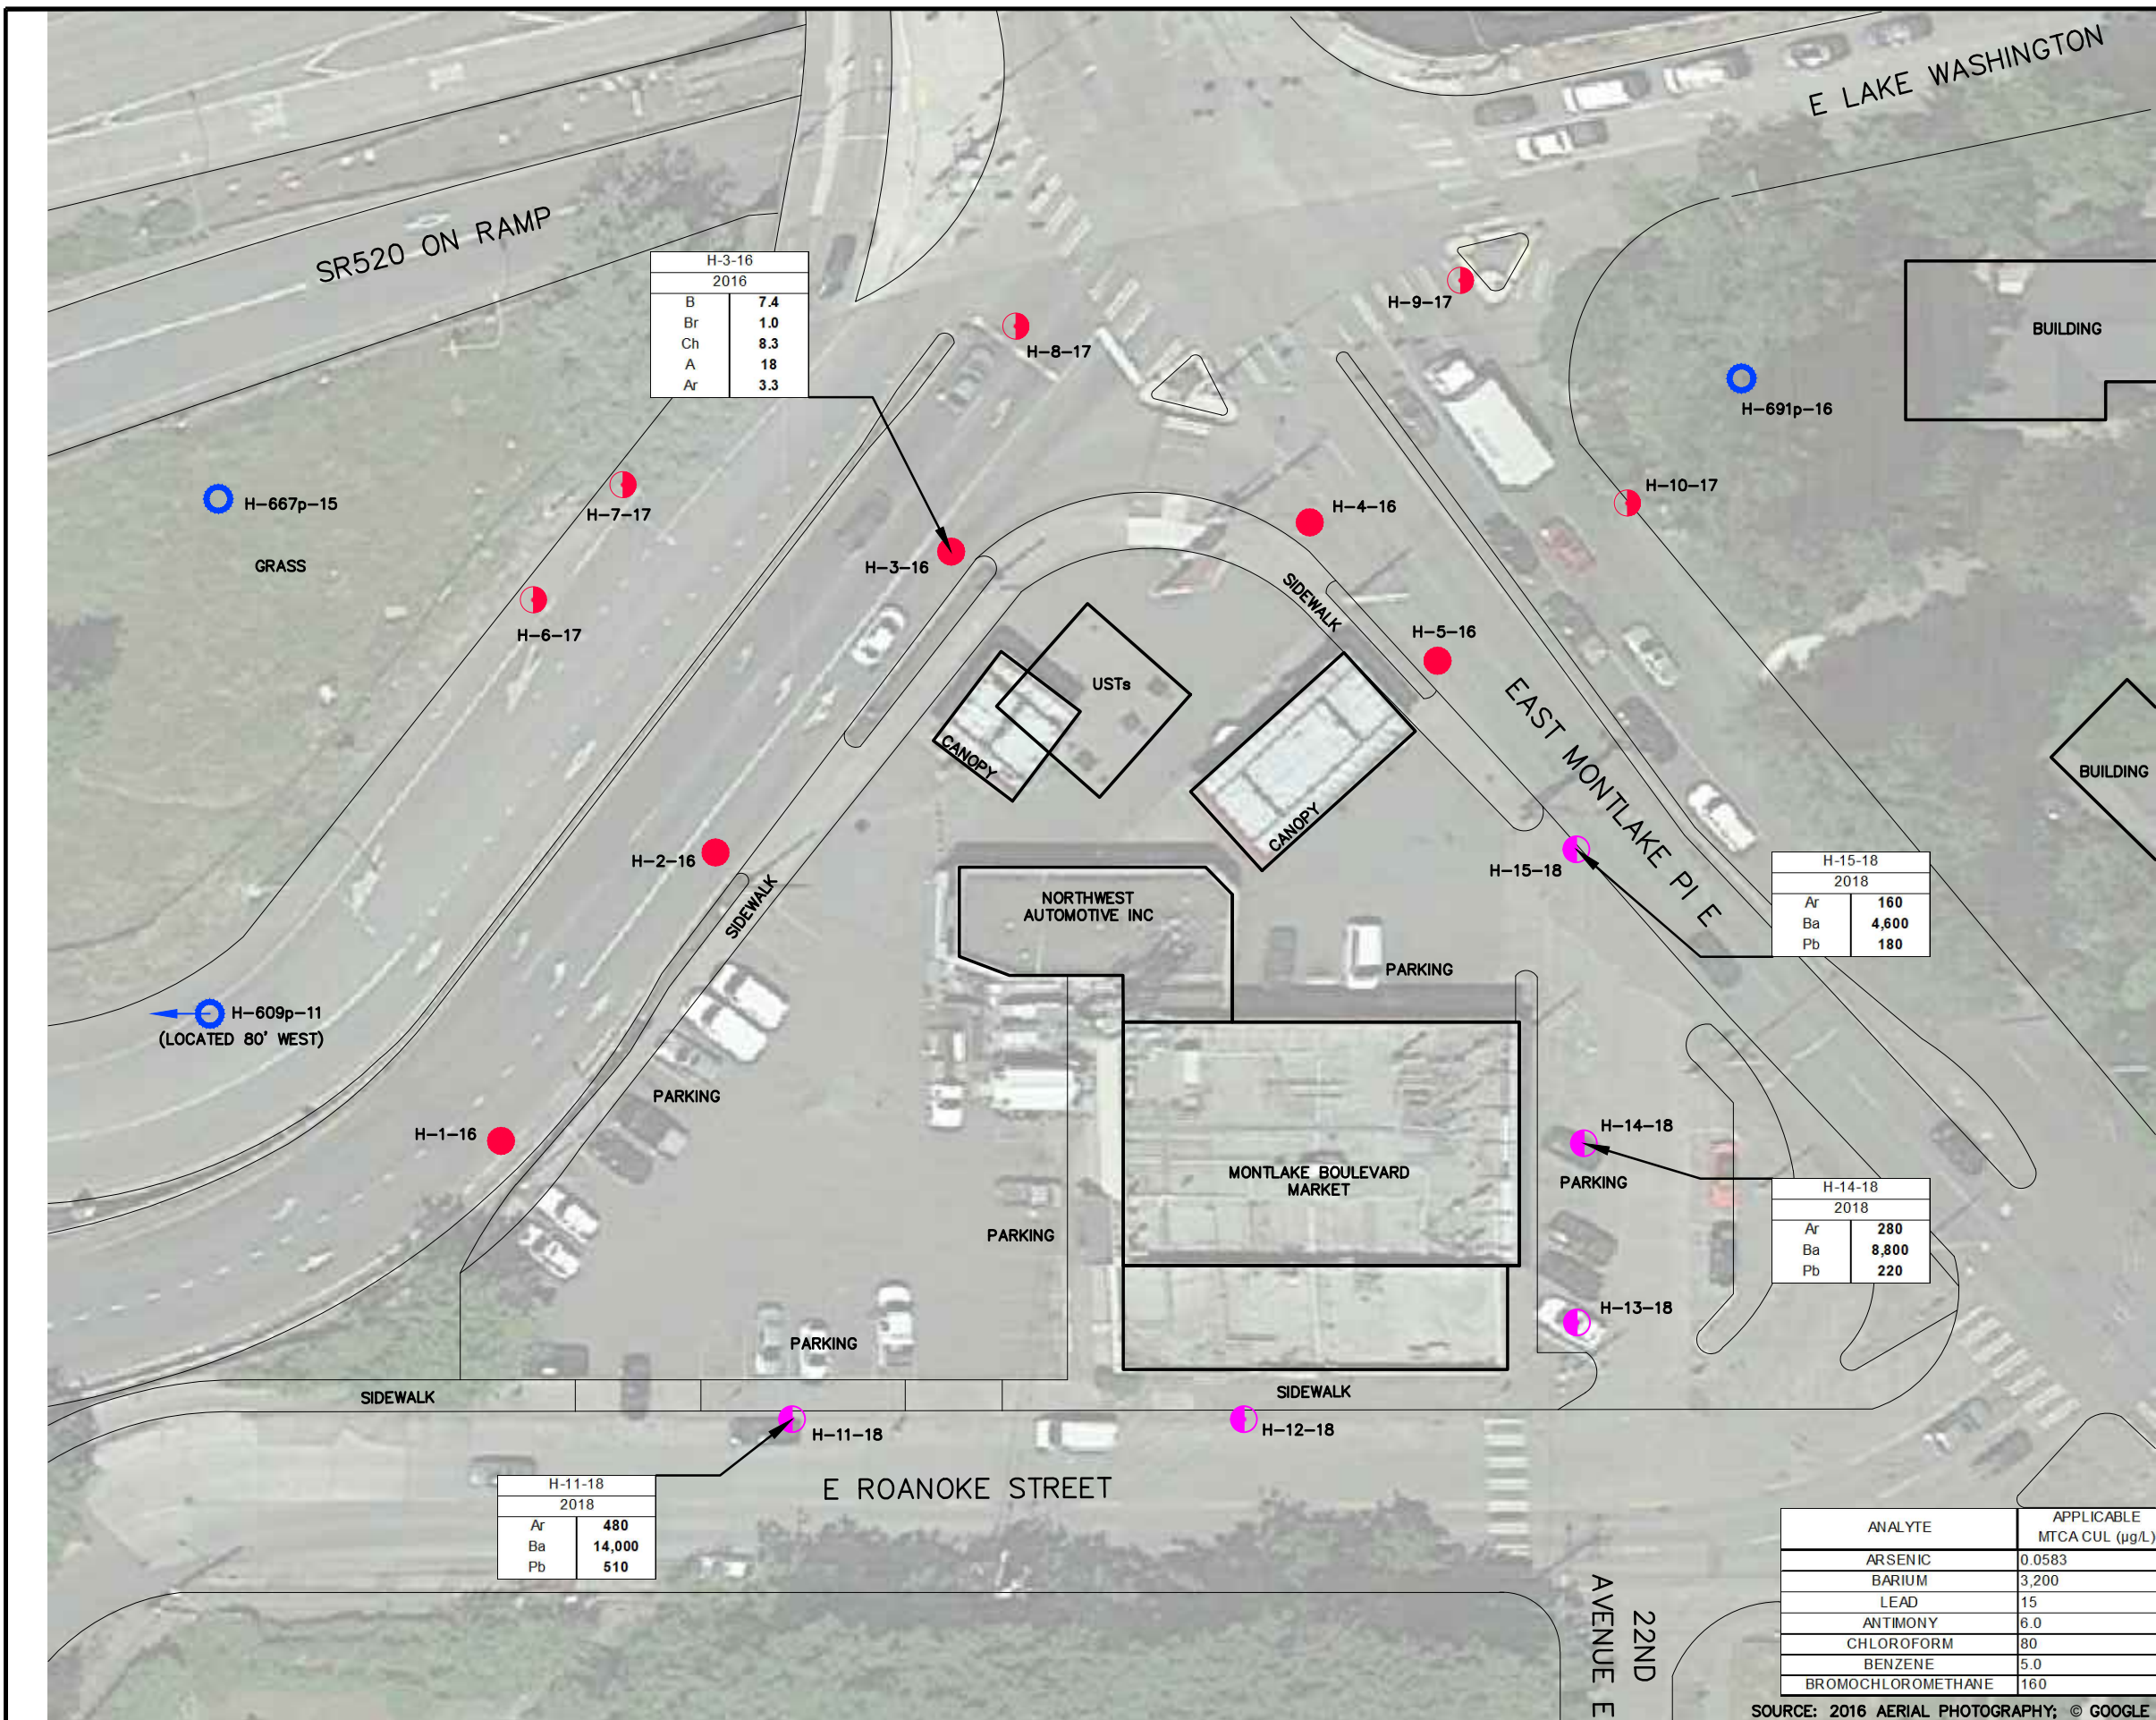 E LAKE WASHINGTON
SR520 ON RAMP
H-3-16
2016
B 7.4
Br 1.0
Ch 8.3
A 18
Ar 3.3
H-9-17
H-8-17
BUILDING
H-691p-16
H-667p-15
H-7-17
H-10-17
H-4-16
GRASS
H-3-16
SIDEWALK
H-6-17
H-5-16
USTs
EAST MONTLAKE Pl E
CANOPY
BUILDING
CANOPY
H-2-16
H-15-18
H-15-18
2018
Ar 160
Ba 4,600
Pb 180
SIDEWALK
NORTHWEST
AUTOMOTIVE INC
PARKING
H-609p-11
(LOCATED 80' WEST)
PARKING
H-1-16
H-14-18
MONTLAKE BOULEVARD
MARKET
PARKING
H-14-18
2018
Ar 280
Ba 8,800
Pb 220
PARKING
H-13-18
PARKING
SIDEWALK
SIDEWALK
H-11-18
H-12-18
E ROANOKE STREET
H-11-18
2018
Ar 480
Ba 14,000
Pb 510
22ND
AVENUE E
ANALYTE APPLICABLE
MTCA CUL (µg/L)
ARSENIC 0.0583
BARIUM 3,200
LEAD 15
ANTIMONY 6.0
CHLOROFORM 80
BENZENE 5.0
BROMOCHLOROMETHANE 160
SOURCE: 2016 AERIAL PHOTOGRAPHY; © GOOGLE